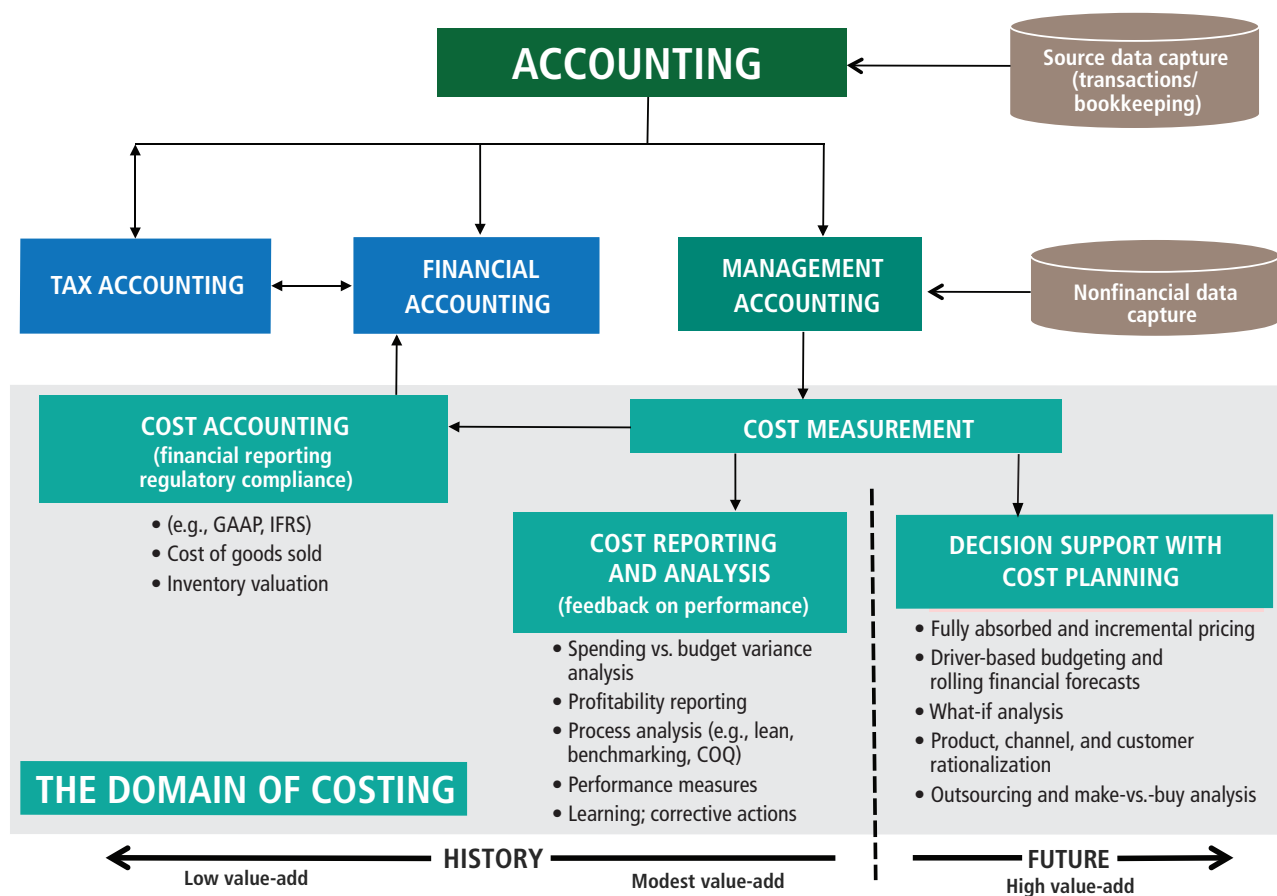 ACCOUNTING
Source data capture
(transactions/
bookkeeping)
TAX ACCOUNTING
FINANCIAL
ACCOUNTING
MANAGEMENT
ACCOUNTING
Nonfinancial data
capture
COST ACCOUNTING
(financial reporting
regulatory compliance)
• (e.g., GAAP, IFRS)
• Cost of goods sold
• Inventory valuation
COST MEASUREMENT
COST REPORTING
AND ANALYSIS
(feedback on performance)
• Spending vs. budget variance
analysis
• Profitability reporting
• Process analysis (e.g., lean,
benchmarking, COQ)
• Performance measures
• Learning; corrective actions
DECISION SUPPORT WITH
COST PLANNING
• Fully absorbed and incremental pricing
• Driver-based budgeting and
rolling financial forecasts
• What-if analysis
• Product, channel, and customer
rationalization
• Outsourcing and make-vs.-buy analysis
THE DOMAIN OF COSTING
HISTORY
Low value-add
Modest value-add
FUTURE
High value-add